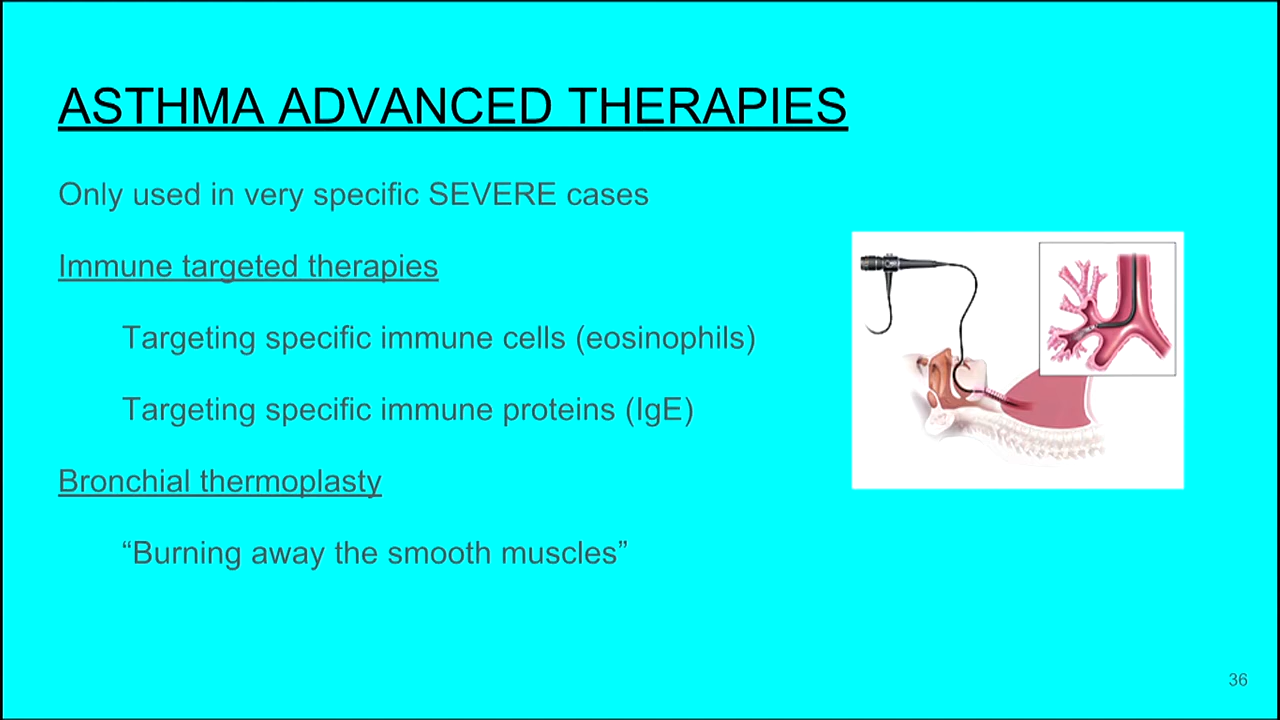 ASTHMA ADVANCED THERAPIES
Only used in very specific SEVERE cases
Immune targeted therapies
Targeting specific immune cells (eosinophils)
Targeting specific immune proteins (IgE)
Bronchial thermoplasty
“Burning away the smooth muscles”
36